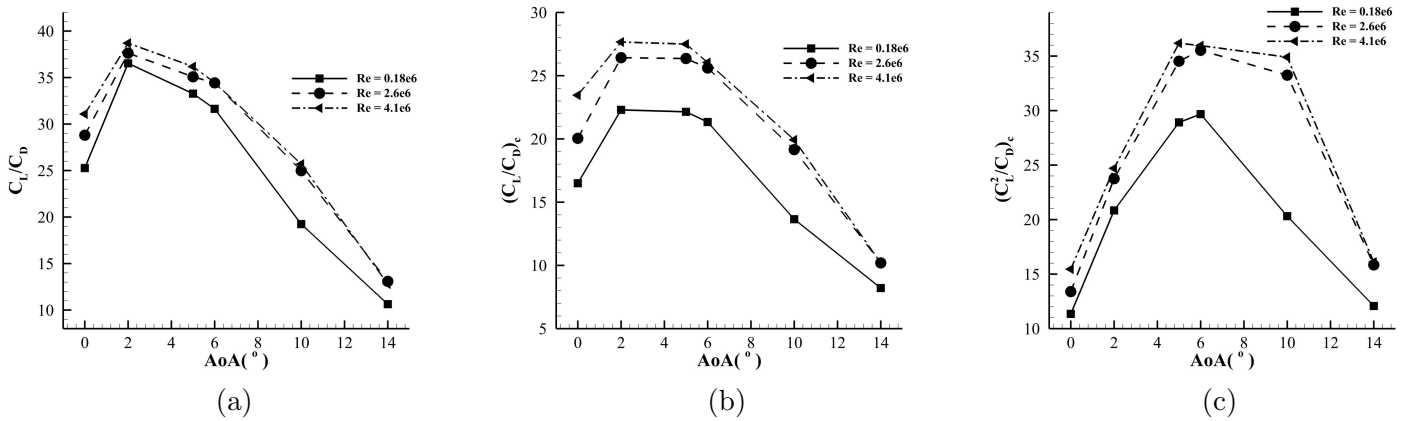 40
35
30
25
20
15
10
C_L/C_D
0 2 4 6 8 10 12 14
AoA(°)
Re = 0.18e6
Re = 2.6e6
Re = 4.1e6
(a)
30
25
20
15
10
5
(C_L/C_D)_c
0 2 4 6 8 10 12 14
AoA(°)
Re = 0.18e6
Re = 2.6e6
Re = 4.1e6
(b)
35
30
25
20
15
10
(C_L^2/C_D)_c
0 2 4 6 8 10 12 14
AoA(°)
Re = 0.18e6
Re = 2.6e6
Re = 4.1e6
(c)